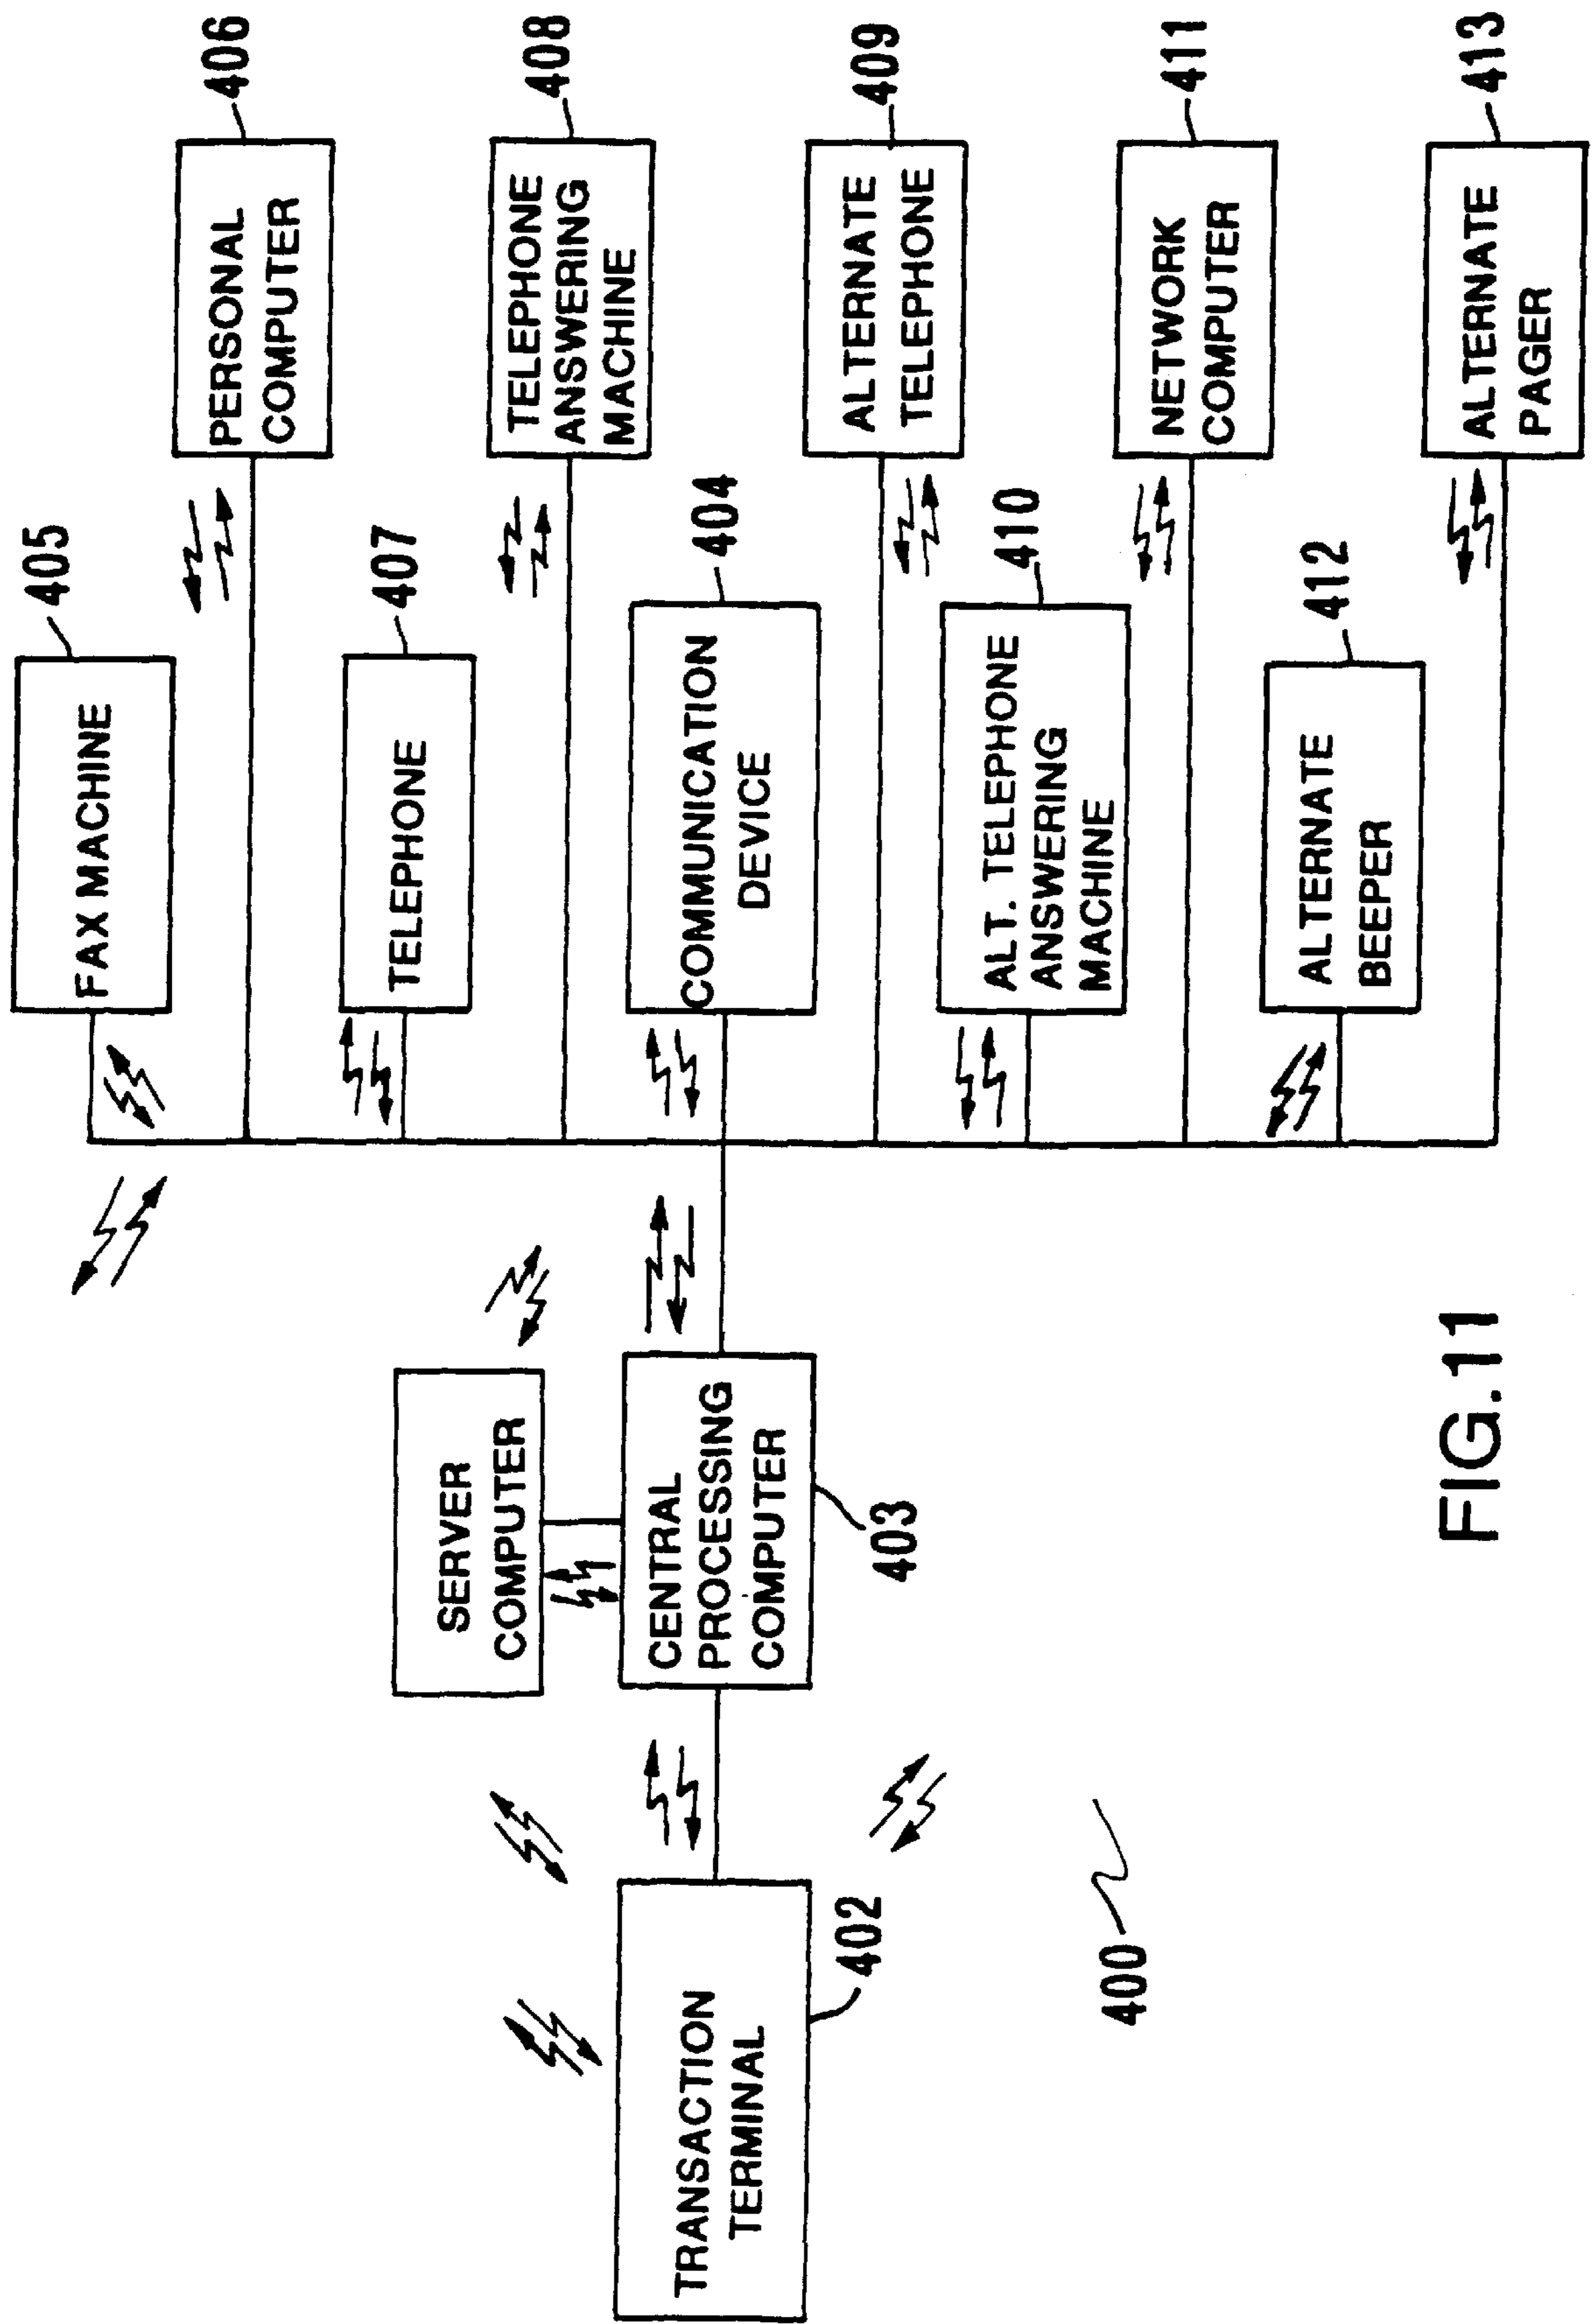 405
FAX MACHINE
406
PERSONAL
COMPUTER
407
TELEPHONE
408
TELEPHONE
ANSWERING
MACHINE
SERVER
COMPUTER
TRANSACTION
TERMINAL
402
CENTRAL
PROCESSING
COMPUTER
403
404
COMMUNICATION
DEVICE
409
ALTERNATE
TELEPHONE
410
ALT. TELEPHONE
ANSWERING
MACHINE
411
NETWORK
COMPUTER
412
ALTERNATE
BEEPER
413
ALTERNATE
PAGER
400
FIG.11